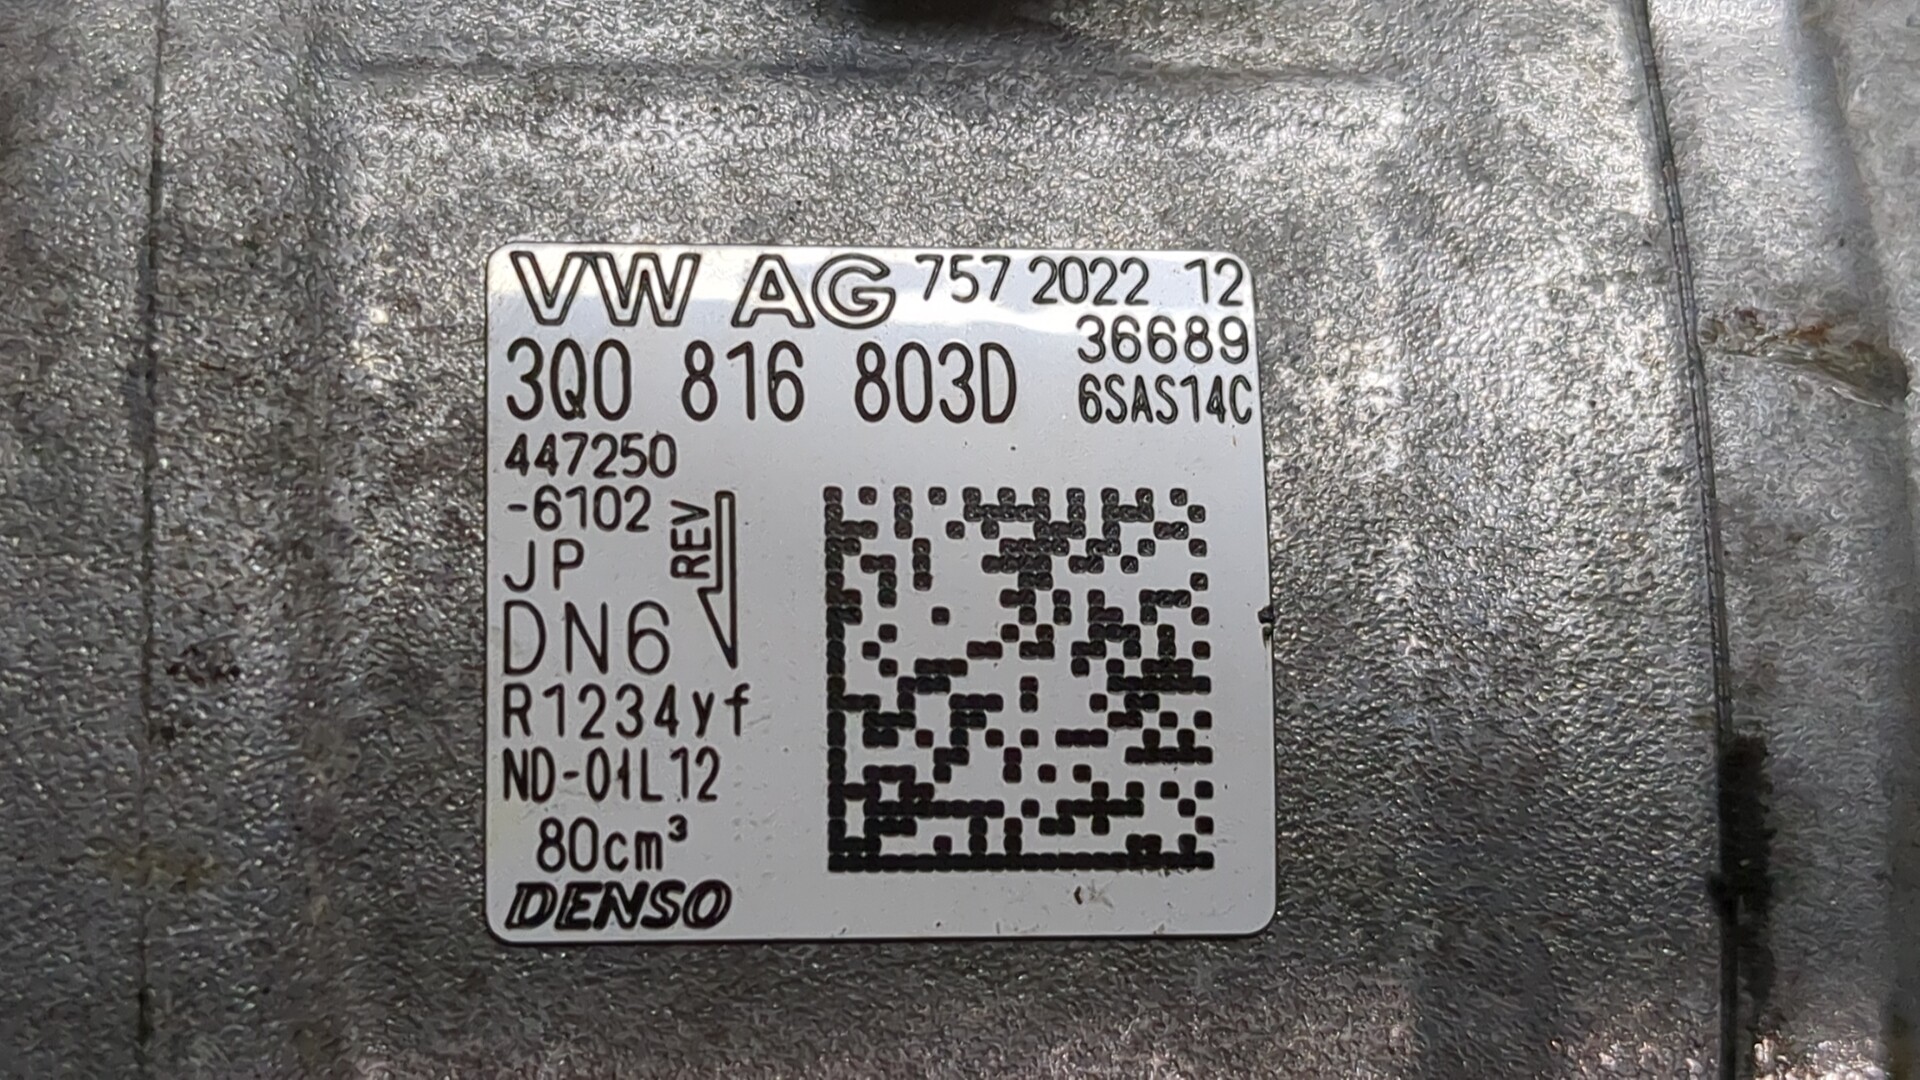 VW AG 757 2022 12
36689
3Q0 816 803D 6SAS14C
447250
-6102
REV
JP
DN6
R1234yf
ND-01L12
80cm³
DENSO